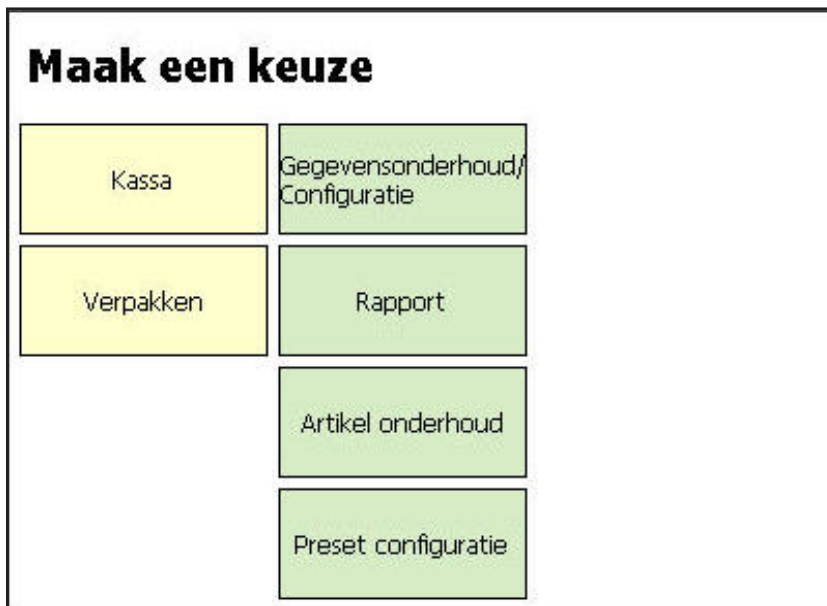 Maak een keuze
Kassa
Gegevensonderhoud/
Configuratie
Verpakken
Rapport
Artikel onderhoud
Preset configuratie